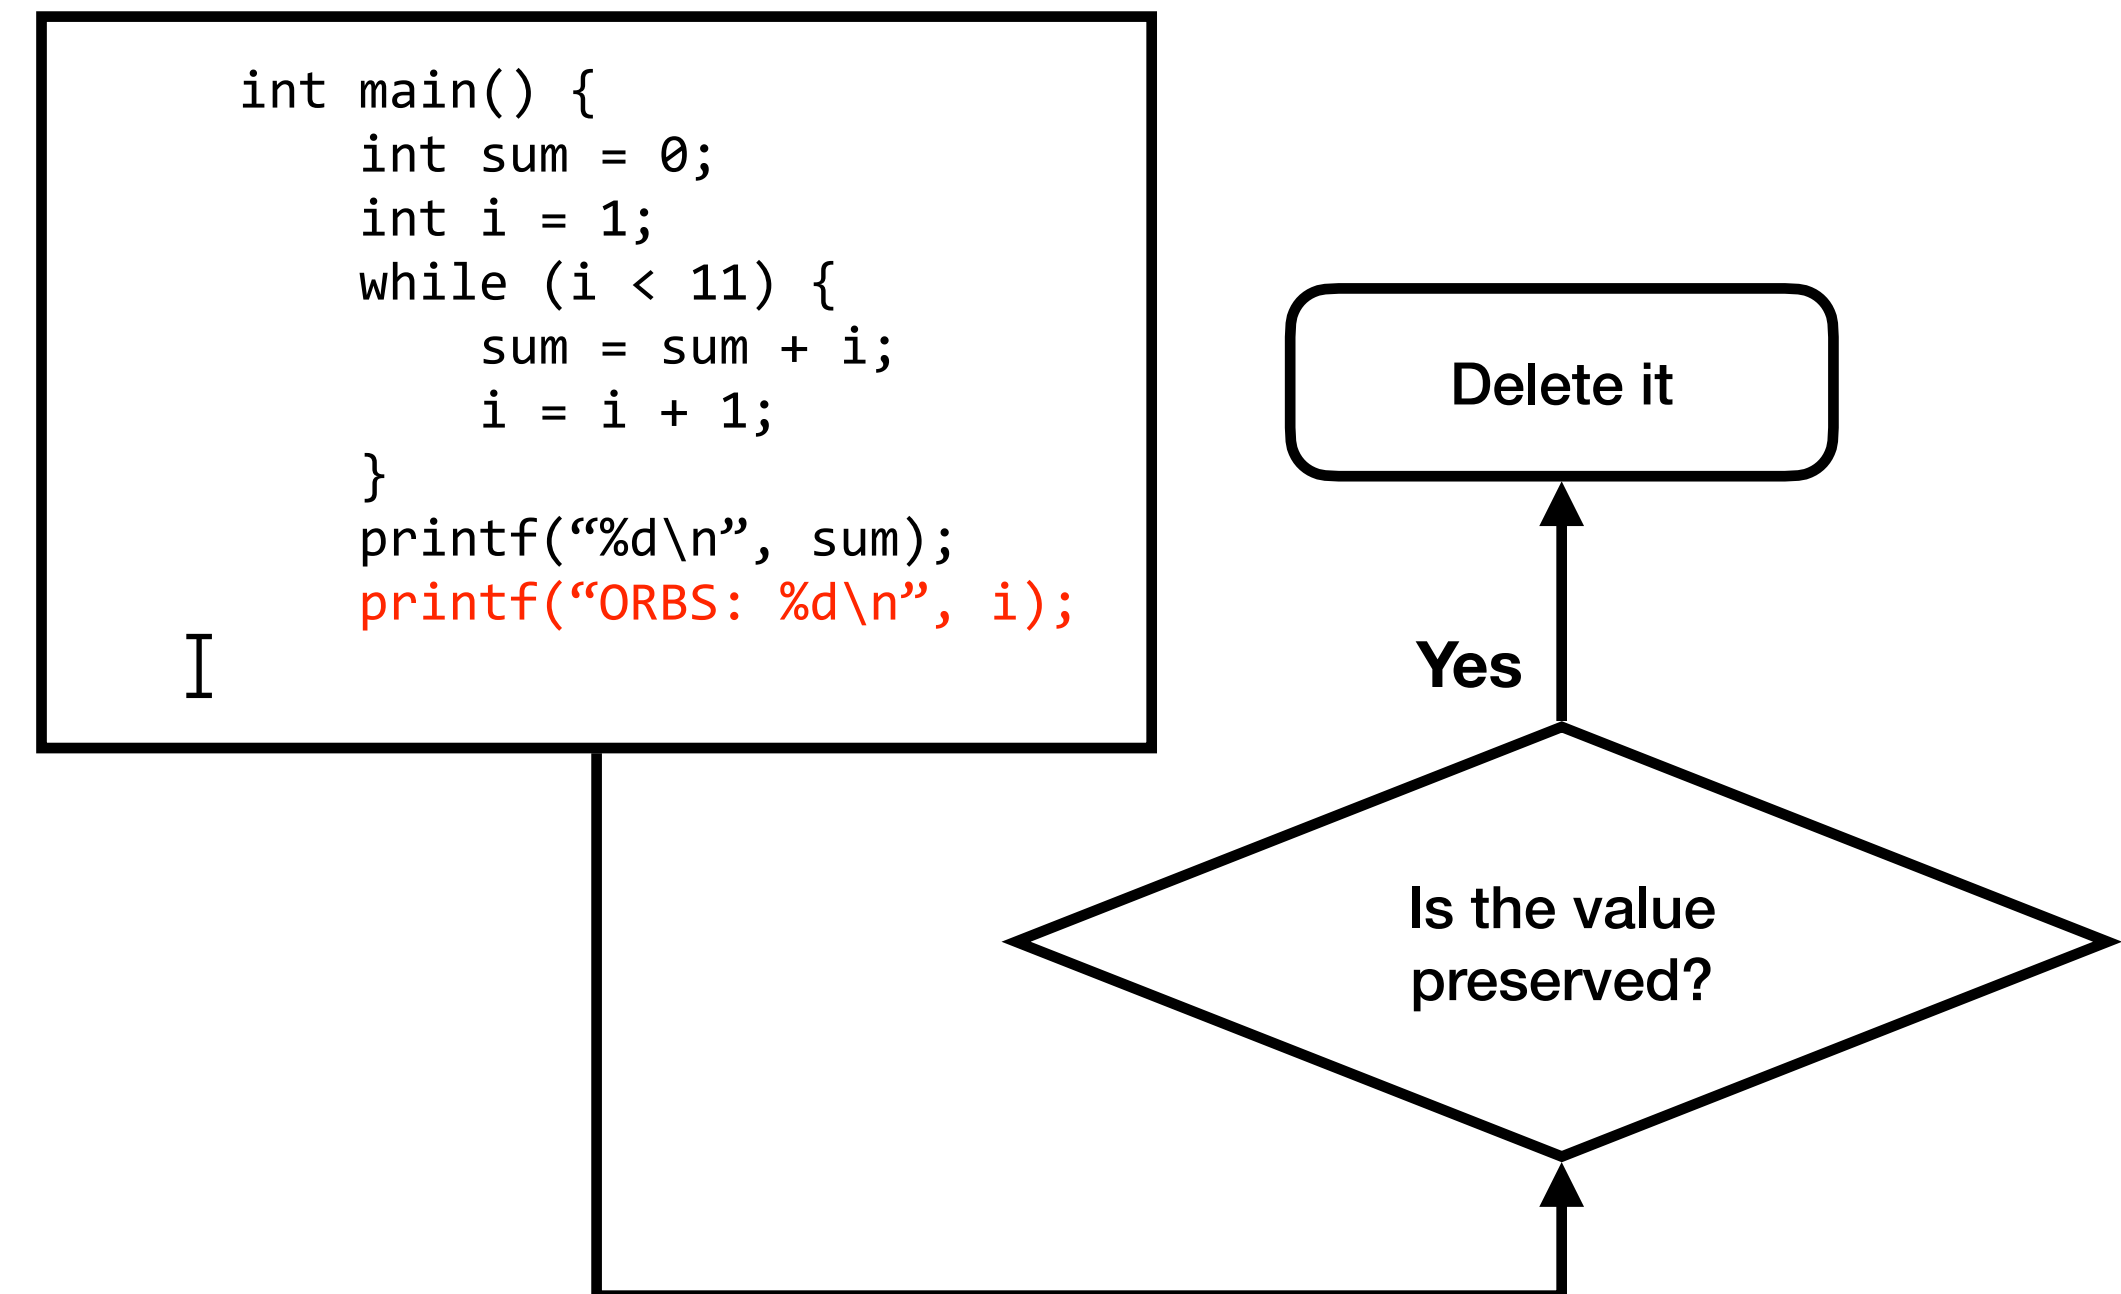 int main() {
int sum = 0;
int i = 1;
while (i < 11) {
sum = sum + i;
i = i + 1;
}
printf(“%d\n”, sum);
printf(“ORBS: %d\n”, i);
Delete it
Yes
Is the value
preserved?